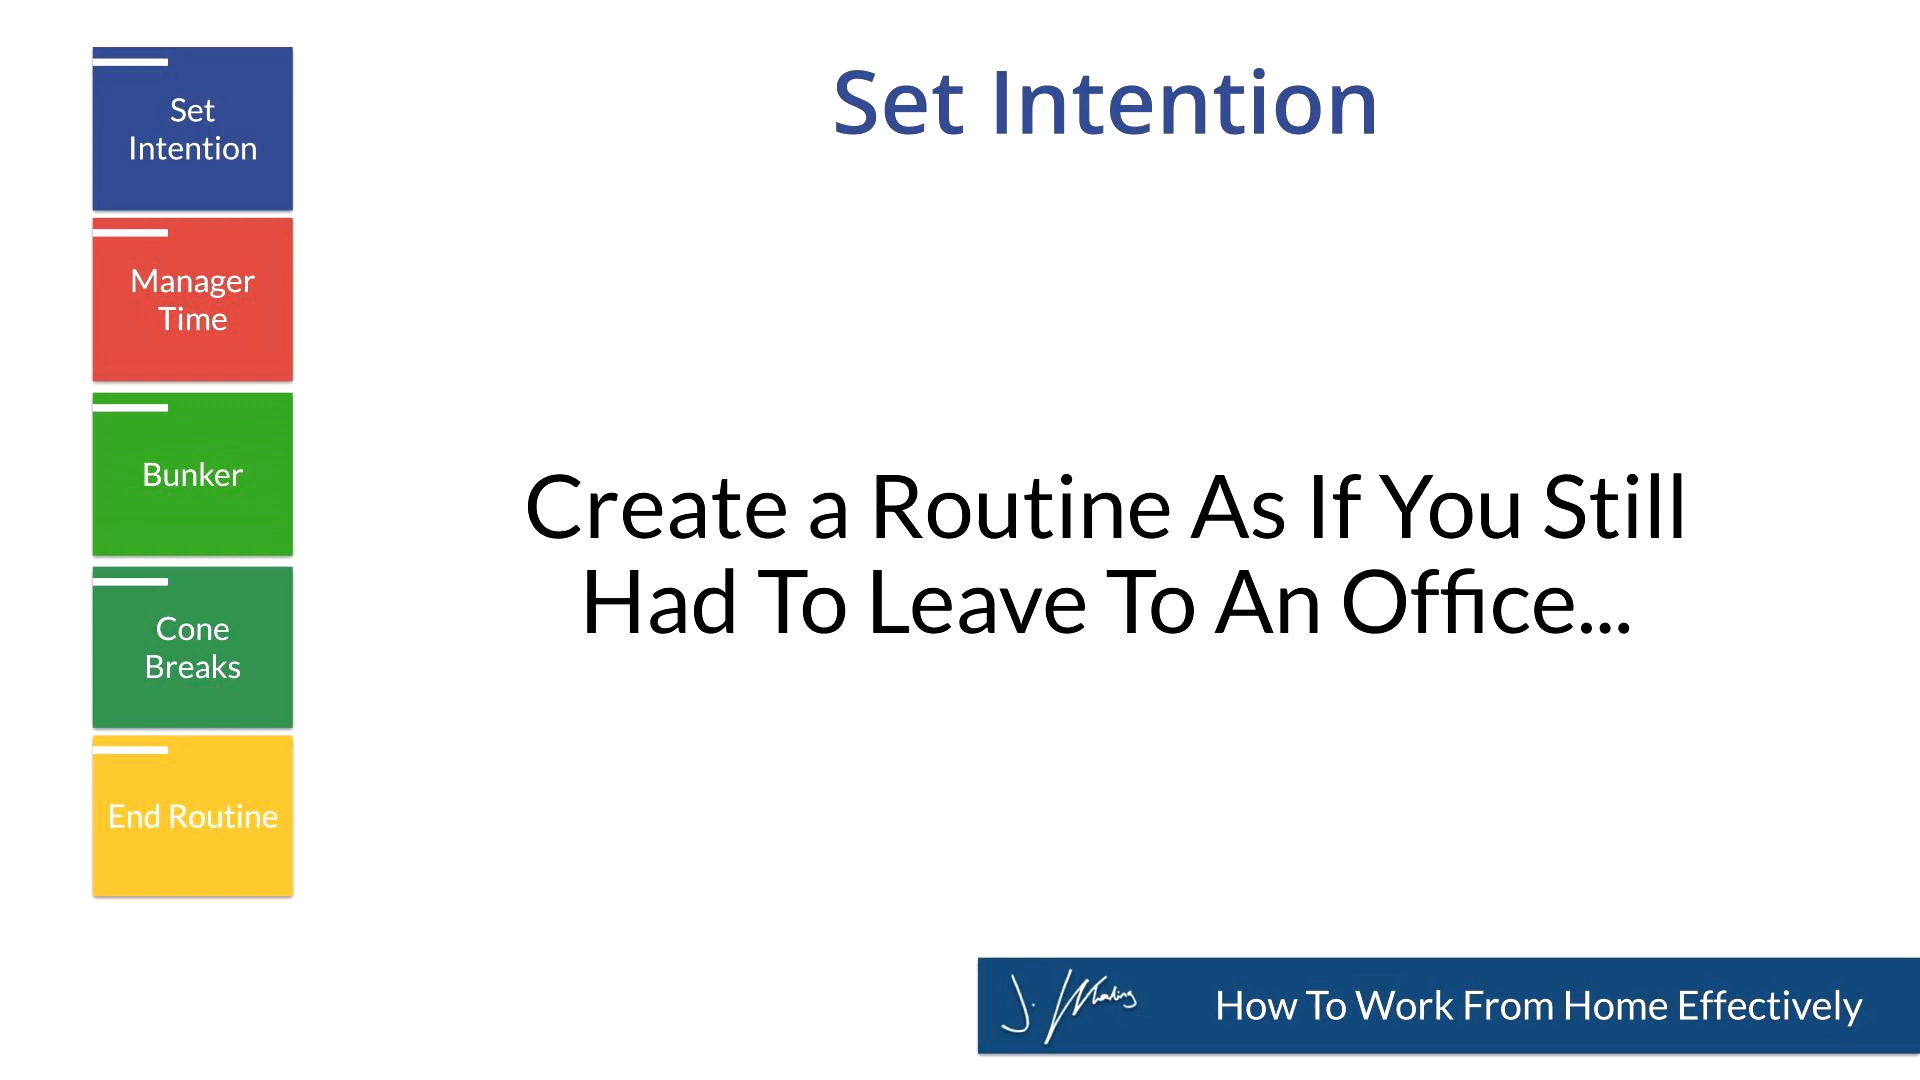 Set
Intention
Manager
Time
Bunker
Cone
Breaks
End Routine
Set Intention
Create a Routine As If You Still
Had To Leave To An Office...
How To Work From Home Effectively